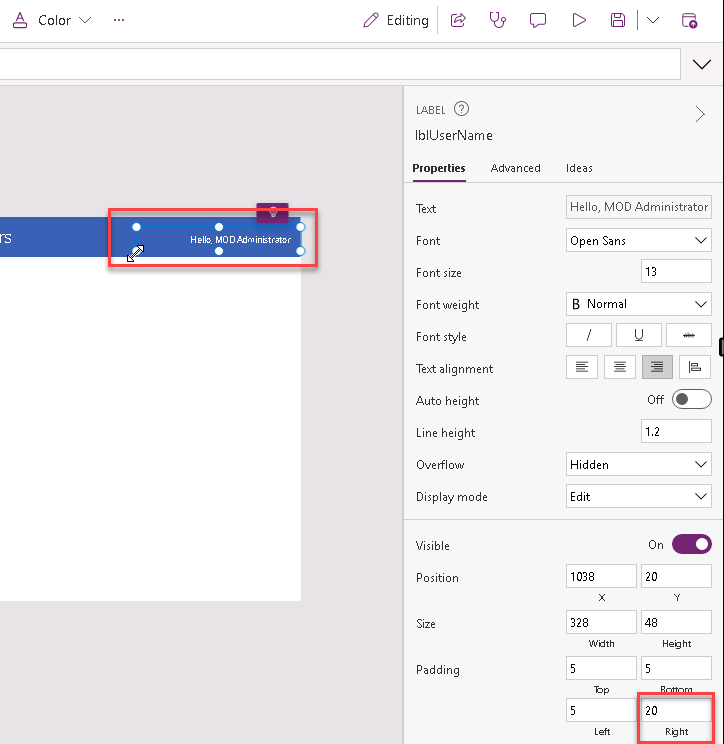 Color ...
Editing
LABEL ?
lblUserName
Properties Advanced Ideas
rs
Hello, MOD Administrator
Text Hello, MOD Administrator
Font Open Sans
Font size 13
Font weight B Normal
Font style / U abc
Text alignment
Auto height Off
Line height 1.2
Overflow Hidden
Display mode Edit
Visible On
Position 1038 20
X Y
Size 328 48
Width Height
Padding 5 5
Top Bottom
5 20
Left Right